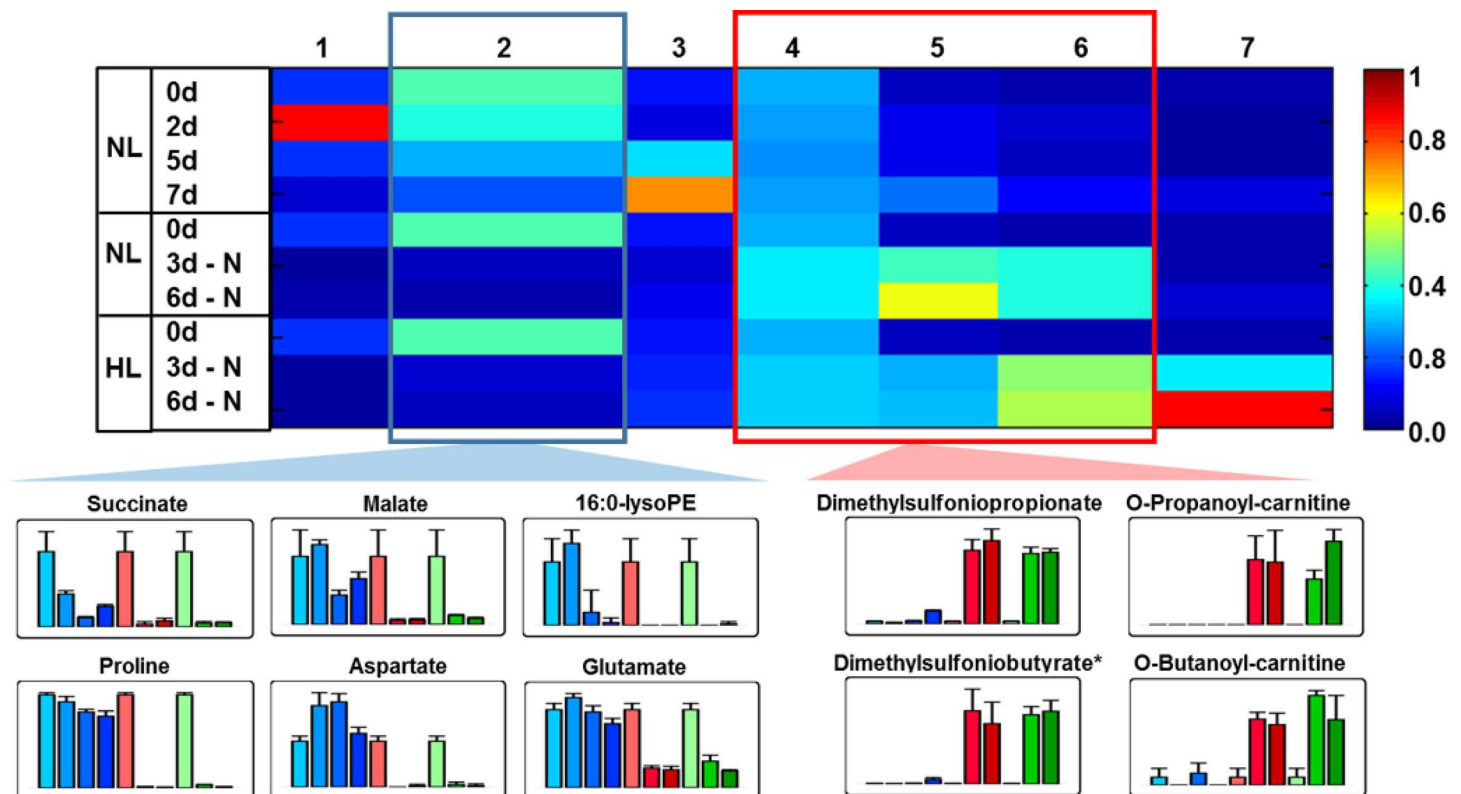 1 2 3 4 5 6 7
NL
0d
2d
5d
7d
NL
0d
3d - N
6d - N
HL
0d
3d - N
6d - N
1
0.8
0.6
0.4
0.8
0.0
Succinate Malate 16:0-lysoPE Dimethylsulfoniopropionate O-Propanoyl-carnitine
Proline Aspartate Glutamate Dimethylsulfoniobutyrate* O-Butanoyl-carnitine